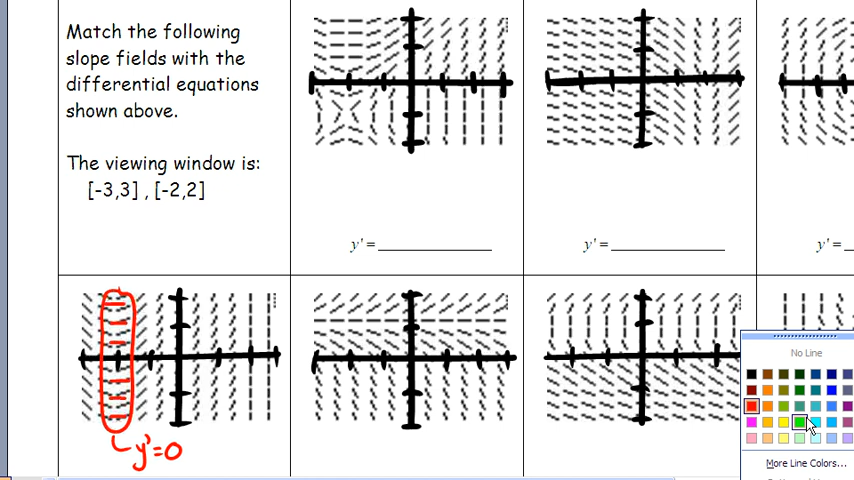 Match the following
slope fields with the
differential equations
shown above.
The viewing window is:
[-3,3] , [-2,2]
y' =
y' =
y' =
y'=0
No Line
More Line Colors...